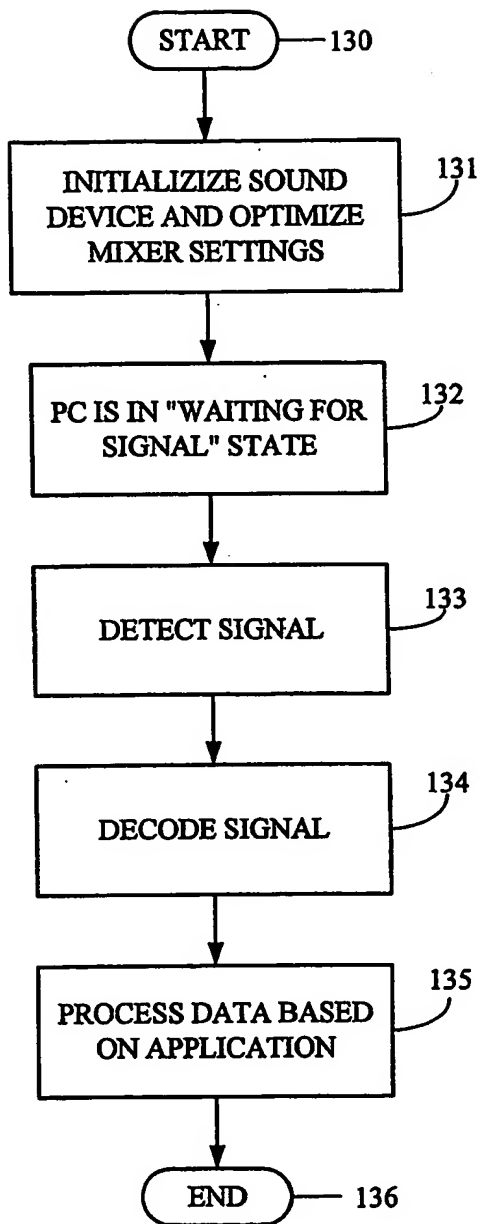 START
130
INITIALIZIZE SOUND
DEVICE AND OPTIMIZE
MIXER SETTINGS
131
PC IS IN "WAITING FOR
SIGNAL" STATE
132
DETECT SIGNAL
133
DECODE SIGNAL
134
PROCESS DATA BASED
ON APPLICATION
135
END
136